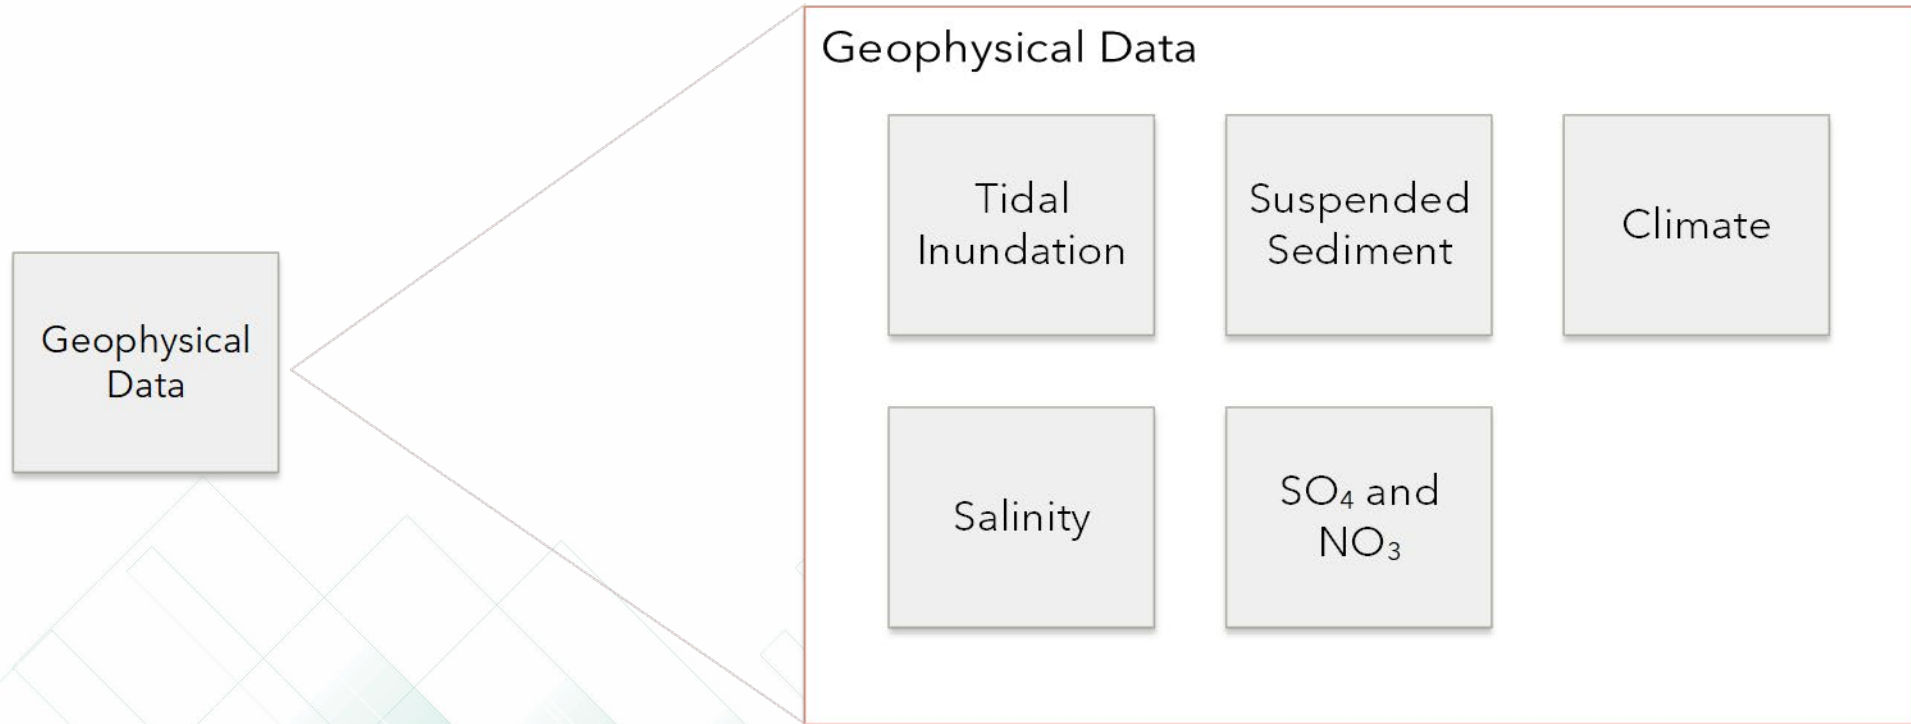 Geophysical
Data
Geophysical Data
Tidal
Inundation
Suspended
Sediment
Climate
Salinity
SO₄ and
NO₃